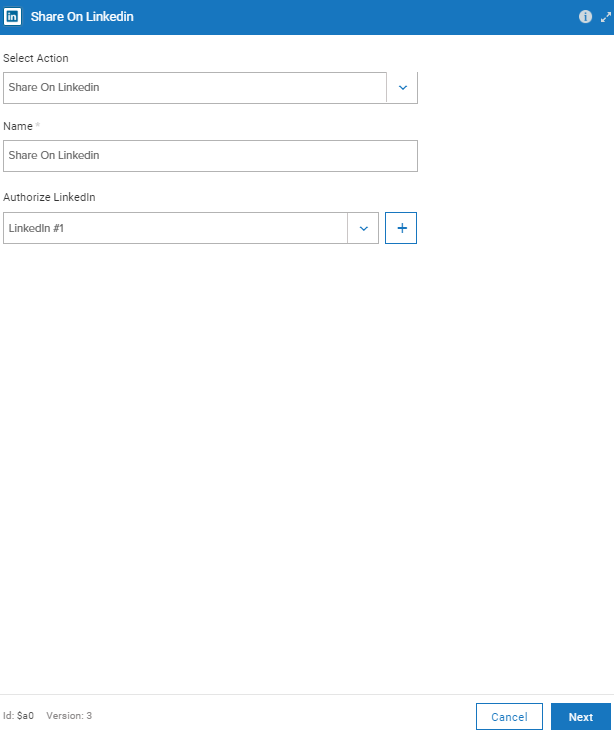 in Share On Linkedin i
Select Action
Share On Linkedin
Name *
Share On Linkedin
Authorize LinkedIn
LinkedIn #1 +
Id: $a0 Version: 3 Cancel Next